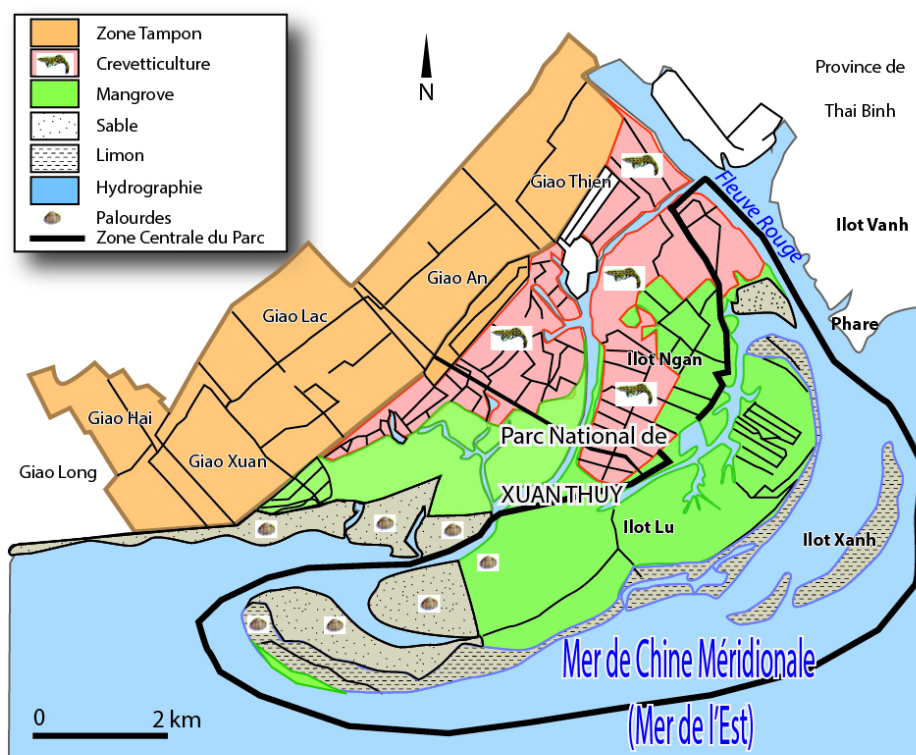 Zone Tampon
Crevetticulture
Mangrove
Sable
Limon
Hydrographie
Palourdes
Zone Centrale du Parc
N
Province de
Thai Binh
Giao Thien
Fleuve Rouge
Ilot Vanh
Giao An
Giao Lac
Phare
Ilot Ngan
Giao Hai
Parc National de
Giao Long
Giao Xuan
XUAN THUY
Ilot Lu
Ilot Xanh
Mer de Chine Méridionale
(Mer de l'Est)
0 2 km